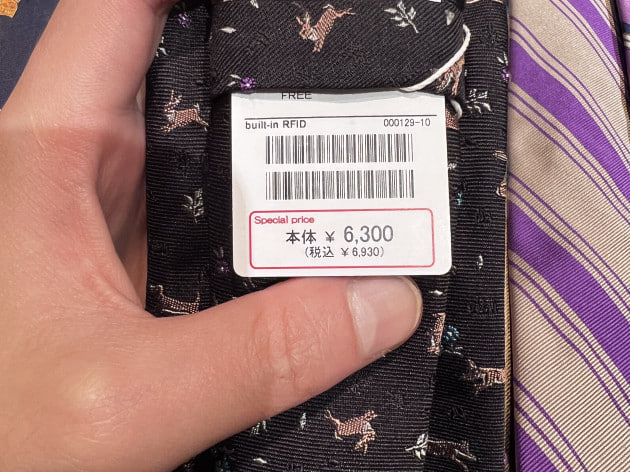 FREE
built-in RFID 000129-10
Special price
本体 ¥ 6,300
(税込 ¥ 6,930)